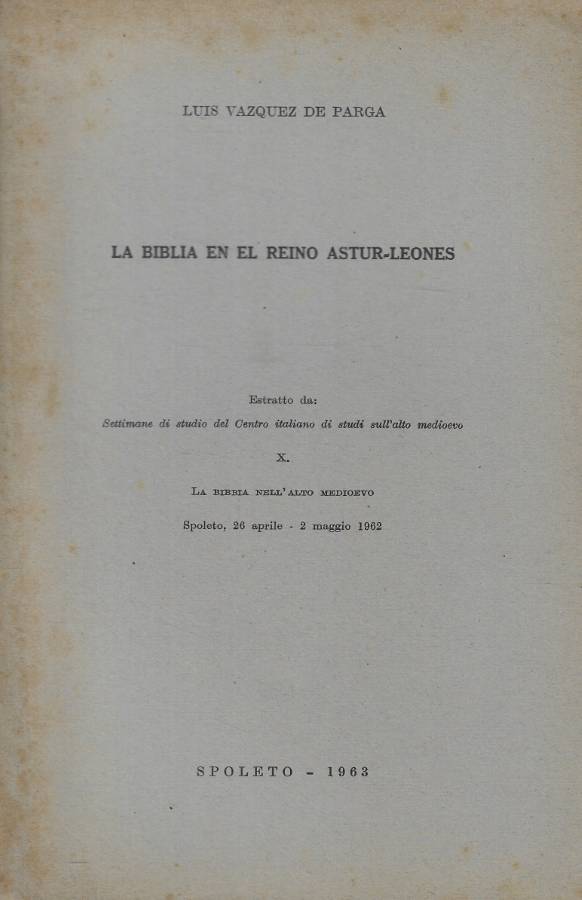 LUIS VAZQUEZ DE PARGA
LA BIBLIA EN EL REINO ASTUR-LEONES
Estratto da:
Settimane di studio del Centro italiano di studi sull'alto medioevo
X.
LA BIBBIA NELL'ALTO MEDIOEVO
Spoleto, 26 aprile - 2 maggio 1962
SPOLETO - 1963